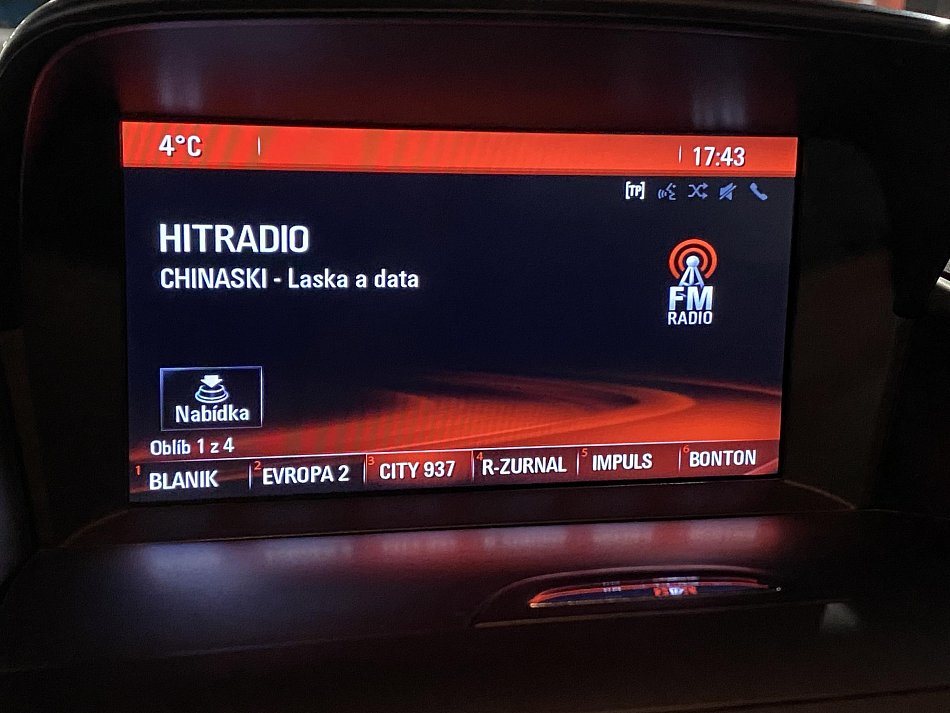 4°C
17:43
[TP]
HITRADIO
CHINASKI - Laska a data
FM
RADIO
Nabídka
Oblíb 1 z 4
1 BLANIK 2 EVROPA 2 3 CITY 937 4 R-ZURNAL 5 IMPULS 6 BONTON